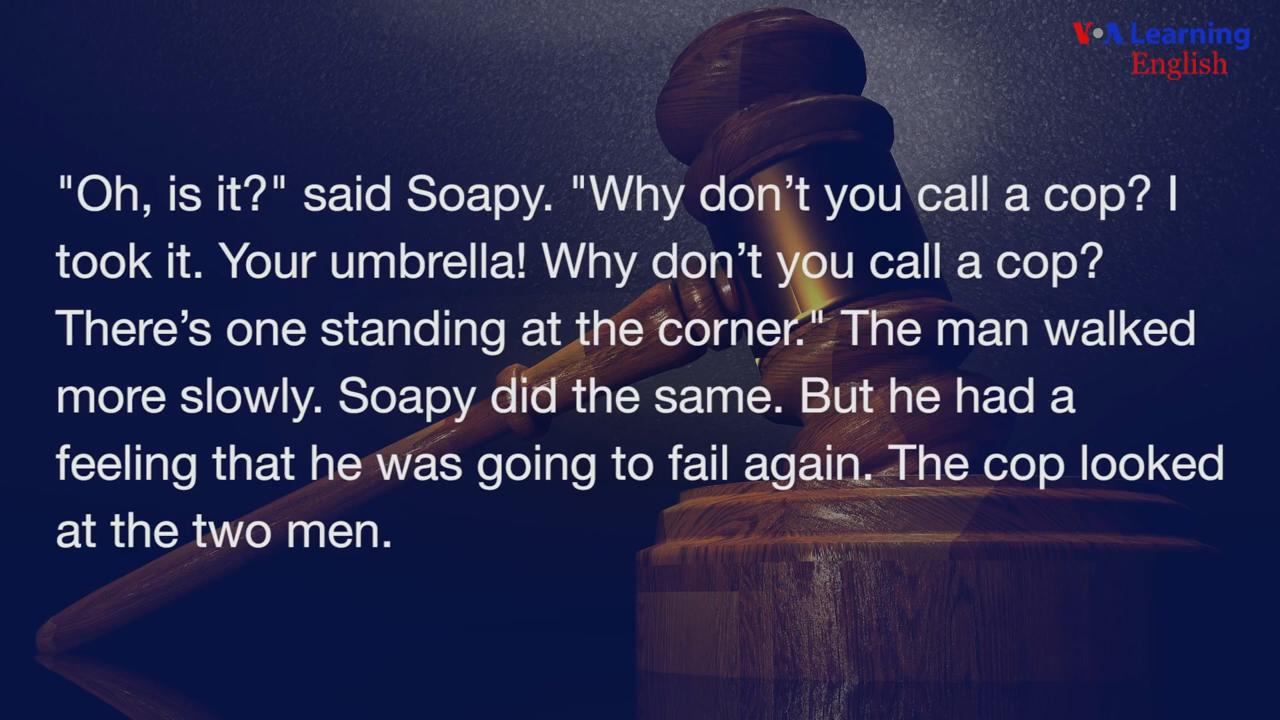 VOA Learning
English
"Oh, is it?" said Soapy. "Why don’t you call a cop? I
took it. Your umbrella! Why don’t you call a cop?
There’s one standing at the corner." The man walked
more slowly. Soapy did the same. But he had a
feeling that he was going to fail again. The cop looked
at the two men.